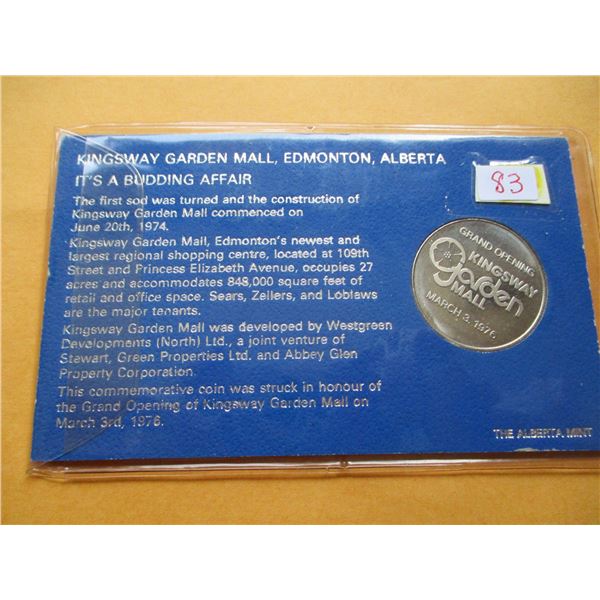 KINGSWAY GARDEN MALL, EDMONTON, ALBERTA
IT'S A BUDDING AFFAIR
The first sod was turned and the construction of
Kingsway Garden Mall commenced on
June 20th, 1974.
Kingsway Garden Mall, Edmonton's newest and
largest regional shopping centre, located at 109th
Street and Princess Elizabeth Avenue, occupies 27
acres and accommodates 848,000 square feet of
retail and office space. Sears, Zellers, and Loblaws
are the major tenants.
Kingsway Garden Mall was developed by Westgreen
Developments (North) Ltd., a joint venture of
Stewart, Green Properties Ltd. and Abbey Glen
Property Corporation.
This commemorative coin was struck in honour of
the Grand Opening of Kingsway Garden Mall on
March 3rd, 1976.
83
GRAND OPENING
KINGSWAY
Garden
MALL
MARCH 3, 1976
THE ALBERTA MINT